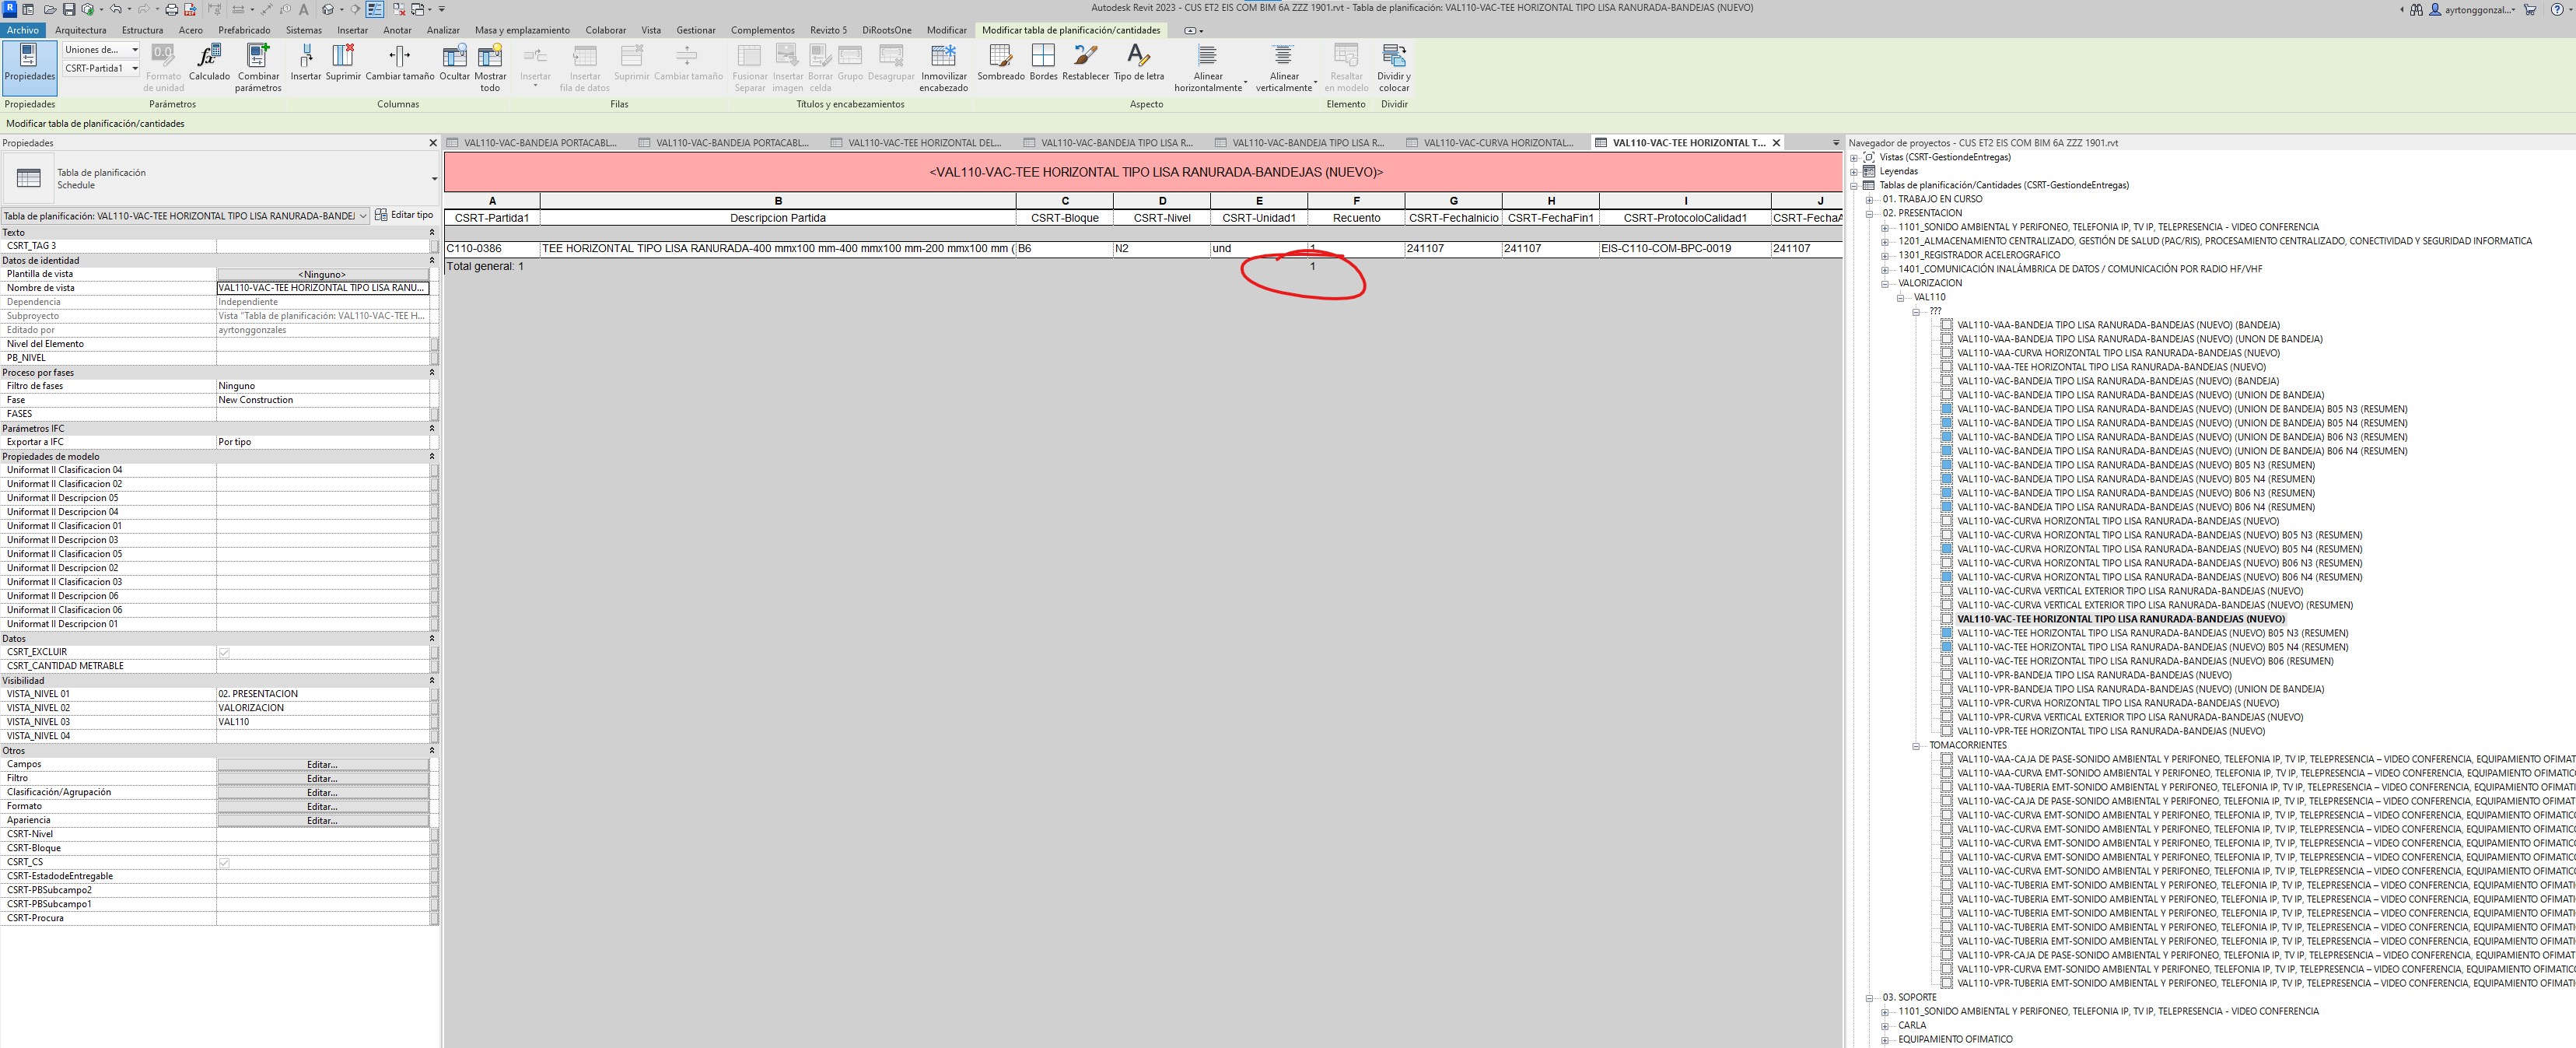 Autodesk Revit 2023 - CUS ET2 EIS COM BIM 6A ZZZ 1901.rvt - Tabla de planificación: VAL110-VAC-TEE HORIZONTAL TIPO LISA RANURADA-BANDEJAS (NUEVO)
ayrtonggonzal...
Archivo Arquitectura Estructura Acero Prefabricado Sistemas Insertar Anotar Analizar Masa y emplazamiento Colaborar Vista Gestionar Complementos Revizto 5 DiRootsOne Modificar Modificar tabla de planificación/cantidades
Propiedades
Uniones de...
CSRT-Partida1
Formato de unidad Calculado Combinar parámetros
Insertar Suprimir Cambiar tamaño Ocultar Mostrar todo
Insertar Insertar fila de datos Suprimir Cambiar tamaño
Fusionar Separar Insertar imagen Borrar celda Grupo Desagrupar Inmovilizar encabezado
Sombreado Bordes Restablecer Tipo de letra Alinear horizontalmente Alinear verticalmente
Resaltar en modelo Dividir y colocar
Propiedades Parámetros Columnas Filas Títulos y encabezamientos Aspecto Elemento Dividir
Modificar tabla de planificación/cantidades
Propiedades
Tabla de planificación
Schedule
Tabla de planificación: VAL110-VAC-TEE HORIZONTAL TIPO LISA RANURADA-BANDEJ Editar tipo
Texto
CSRT_TAG 3
Datos de identidad
Plantilla de vista <Ninguno>
Nombre de vista VAL110-VAC-TEE HORIZONTAL TIPO LISA RANU...
Dependencia Independiente
Subproyecto Vista "Tabla de planificación: VAL110-VAC-TEE H...
Editado por ayrtonggonzales
Nivel del Elemento
PB_NIVEL
Proceso por fases
Filtro de fases Ninguno
Fase New Construction
FASES
Parámetros IFC
Exportar a IFC Por tipo
Propiedades de modelo
Uniformat II Clasificacion 04
Uniformat II Clasificacion 02
Uniformat II Descripcion 05
Uniformat II Descripcion 04
Uniformat II Clasificacion 01
Uniformat II Descripcion 03
Uniformat II Clasificacion 05
Uniformat II Descripcion 02
Uniformat II Clasificacion 03
Uniformat II Descripcion 06
Uniformat II Clasificacion 06
Uniformat II Descripcion 01
Datos
CSRT_EXCLUIR
CSRT_CANTIDAD METRABLE
Visibilidad
VISTA_NIVEL 01 02. PRESENTACION
VISTA_NIVEL 02 VALORIZACION
VISTA_NIVEL 03 VAL110
VISTA_NIVEL 04
Otros
Campos Editar...
Filtro Editar...
Clasificación/Agrupación Editar...
Formato Editar...
Apariencia Editar...
CSRT-Nivel
CSRT-Bloque
CSRT_CS
CSRT-EstadodeEntregable
CSRT-PBSubcampo2
CSRT-PBSubcampo1
CSRT-Procura
VAL110-VAC-BANDEJA PORTACABL... VAL110-VAC-BANDEJA PORTACABL... VAL110-VAC-TEE HORIZONTAL DEL... VAL110-VAC-BANDEJA TIPO LISA R... VAL110-VAC-BANDEJA TIPO LISA R... VAL110-VAC-CURVA HORIZONTAL... VAL110-VAC-TEE HORIZONTAL T...
<VAL110-VAC-TEE HORIZONTAL TIPO LISA RANURADA-BANDEJAS (NUEVO)>
A B C D E F G H I J
CSRT-Partida1 Descripcion Partida CSRT-Bloque CSRT-Nivel CSRT-Unidad1 Recuento CSRT-FechaInicio CSRT-FechaFin1 CSRT-ProtocoloCalidad1 CSRT-FechaA
C110-0386 TEE HORIZONTAL TIPO LISA RANURADA-400 mmx100 mm-400 mmx100 mm-200 mmx100 mm ( B6 N2 und 1 241107 241107 EIS-C110-COM-BPC-0019 241107
Total general: 1 1
Navegador de proyectos - CUS ET2 EIS COM BIM 6A ZZZ 1901.rvt
Vistas (CSRT-GestiondeEntregas)
Leyendas
Tablas de planificación/Cantidades (CSRT-GestiondeEntregas)
01. TRABAJO EN CURSO
02. PRESENTACION
1101_SONIDO AMBIENTAL Y PERIFONEO, TELEFONIA IP, TV IP, TELEPRESENCIA - VIDEO CONFERENCIA
1201_ALMACENAMIENTO CENTRALIZADO, GESTIÓN DE SALUD (PAC/RIS), PROCESAMIENTO CENTRALIZADO, CONECTIVIDAD Y SEGURIDAD INFORMATICA
1301_REGISTRADOR ACELEROGRAFICO
1401_COMUNICACIÓN INALÁMBRICA DE DATOS / COMUNICACIÓN POR RADIO HF/VHF
VALORIZACION
VAL110
???
VAL110-VAA-BANDEJA TIPO LISA RANURADA-BANDEJAS (NUEVO) (BANDEJA)
VAL110-VAA-BANDEJA TIPO LISA RANURADA-BANDEJAS (NUEVO) (UNON DE BANDEJA)
VAL110-VAA-CURVA HORIZONTAL TIPO LISA RANURADA-BANDEJAS (NUEVO)
VAL110-VAA-TEE HORIZONTAL TIPO LISA RANURADA-BANDEJAS (NUEVO)
VAL110-VAC-BANDEJA TIPO LISA RANURADA-BANDEJAS (NUEVO) (BANDEJA)
VAL110-VAC-BANDEJA TIPO LISA RANURADA-BANDEJAS (NUEVO) (UNION DE BANDEJA)
VAL110-VAC-BANDEJA TIPO LISA RANURADA-BANDEJAS (NUEVO) (UNION DE BANDEJA) B05 N3 (RESUMEN)
VAL110-VAC-BANDEJA TIPO LISA RANURADA-BANDEJAS (NUEVO) (UNION DE BANDEJA) B05 N4 (RESUMEN)
VAL110-VAC-BANDEJA TIPO LISA RANURADA-BANDEJAS (NUEVO) (UNION DE BANDEJA) B06 N3 (RESUMEN)
VAL110-VAC-BANDEJA TIPO LISA RANURADA-BANDEJAS (NUEVO) (UNION DE BANDEJA) B06 N4 (RESUMEN)
VAL110-VAC-BANDEJA TIPO LISA RANURADA-BANDEJAS (NUEVO) B05 N3 (RESUMEN)
VAL110-VAC-BANDEJA TIPO LISA RANURADA-BANDEJAS (NUEVO) B05 N4 (RESUMEN)
VAL110-VAC-BANDEJA TIPO LISA RANURADA-BANDEJAS (NUEVO) B06 N3 (RESUMEN)
VAL110-VAC-BANDEJA TIPO LISA RANURADA-BANDEJAS (NUEVO) B06 N4 (RESUMEN)
VAL110-VAC-CURVA HORIZONTAL TIPO LISA RANURADA-BANDEJAS (NUEVO)
VAL110-VAC-CURVA HORIZONTAL TIPO LISA RANURADA-BANDEJAS (NUEVO) B05 N3 (RESUMEN)
VAL110-VAC-CURVA HORIZONTAL TIPO LISA RANURADA-BANDEJAS (NUEVO) B05 N4 (RESUMEN)
VAL110-VAC-CURVA HORIZONTAL TIPO LISA RANURADA-BANDEJAS (NUEVO) B06 N3 (RESUMEN)
VAL110-VAC-CURVA HORIZONTAL TIPO LISA RANURADA-BANDEJAS (NUEVO) B06 N4 (RESUMEN)
VAL110-VAC-CURVA VERTICAL EXTERIOR TIPO LISA RANURADA-BANDEJAS (NUEVO)
VAL110-VAC-CURVA VERTICAL EXTERIOR TIPO LISA RANURADA-BANDEJAS (NUEVO) (RESUMEN)
VAL110-VAC-TEE HORIZONTAL TIPO LISA RANURADA-BANDEJAS (NUEVO)
VAL110-VAC-TEE HORIZONTAL TIPO LISA RANURADA-BANDEJAS (NUEVO) B05 N3 (RESUMEN)
VAL110-VAC-TEE HORIZONTAL TIPO LISA RANURADA-BANDEJAS (NUEVO) B05 N4 (RESUMEN)
VAL110-VAC-TEE HORIZONTAL TIPO LISA RANURADA-BANDEJAS (NUEVO) B06 (RESUMEN)
VAL110-VPR-BANDEJA TIPO LISA RANURADA-BANDEJAS (NUEVO)
VAL110-VPR-BANDEJA TIPO LISA RANURADA-BANDEJAS (NUEVO) (UNION DE BANDEJA)
VAL110-VPR-CURVA HORIZONTAL TIPO LISA RANURADA-BANDEJAS (NUEVO)
VAL110-VPR-CURVA VERTICAL EXTERIOR TIPO LISA RANURADA-BANDEJAS (NUEVO)
VAL110-VPR-TEE HORIZONTAL TIPO LISA RANURADA-BANDEJAS (NUEVO)
TOMACORRIENTES
VAL110-VAA-CAJA DE PASE-SONIDO AMBIENTAL Y PERIFONEO, TELEFONIA IP, TV IP, TELEPRESENCIA – VIDEO CONFERENCIA, EQUIPAMIENTO OFIMAT
VAL110-VAA-CURVA EMT-SONIDO AMBIENTAL Y PERIFONEO, TELEFONIA IP, TV IP, TELEPRESENCIA – VIDEO CONFERENCIA, EQUIPAMIENTO OFIMATI
VAL110-VAA-TUBERIA EMT-SONIDO AMBIENTAL Y PERIFONEO, TELEFONIA IP, TV IP, TELEPRESENCIA – VIDEO CONFERENCIA, EQUIPAMIENTO OFIMATI
VAL110-VAC-CAJA DE PASE-SONIDO AMBIENTAL Y PERIFONEO, TELEFONIA IP, TV IP, TELEPRESENCIA – VIDEO CONFERENCIA, EQUIPAMIENTO OFIMAT
VAL110-VAC-CURVA EMT-SONIDO AMBIENTAL Y PERIFONEO, TELEFONIA IP, TV IP, TELEPRESENCIA – VIDEO CONFERENCIA, EQUIPAMIENTO OFIMATI
VAL110-VAC-CURVA EMT-SONIDO AMBIENTAL Y PERIFONEO, TELEFONIA IP, TV IP, TELEPRESENCIA – VIDEO CONFERENCIA, EQUIPAMIENTO OFIMATI
VAL110-VAC-CURVA EMT-SONIDO AMBIENTAL Y PERIFONEO, TELEFONIA IP, TV IP, TELEPRESENCIA – VIDEO CONFERENCIA, EQUIPAMIENTO OFIMATI
VAL110-VAC-CURVA EMT-SONIDO AMBIENTAL Y PERIFONEO, TELEFONIA IP, TV IP, TELEPRESENCIA – VIDEO CONFERENCIA, EQUIPAMIENTO OFIMATI
VAL110-VAC-TUBERIA EMT-SONIDO AMBIENTAL Y PERIFONEO, TELEFONIA IP, TV IP, TELEPRESENCIA – VIDEO CONFERENCIA, EQUIPAMIENTO OFIMATI
VAL110-VAC-TUBERIA EMT-SONIDO AMBIENTAL Y PERIFONEO, TELEFONIA IP, TV IP, TELEPRESENCIA – VIDEO CONFERENCIA, EQUIPAMIENTO OFIMATI
VAL110-VAC-TUBERIA EMT-SONIDO AMBIENTAL Y PERIFONEO, TELEFONIA IP, TV IP, TELEPRESENCIA – VIDEO CONFERENCIA, EQUIPAMIENTO OFIMATI
VAL110-VAC-TUBERIA EMT-SONIDO AMBIENTAL Y PERIFONEO, TELEFONIA IP, TV IP, TELEPRESENCIA – VIDEO CONFERENCIA, EQUIPAMIENTO OFIMATI
VAL110-VAC-TUBERIA EMT-SONIDO AMBIENTAL Y PERIFONEO, TELEFONIA IP, TV IP, TELEPRESENCIA – VIDEO CONFERENCIA, EQUIPAMIENTO OFIMATI
VAL110-VAC-TUBERIA EMT-SONIDO AMBIENTAL Y PERIFONEO, TELEFONIA IP, TV IP, TELEPRESENCIA – VIDEO CONFERENCIA, EQUIPAMIENTO OFIMATI
VAL110-VPR-CAJA DE PASE-SONIDO AMBIENTAL Y PERIFONEO, TELEFONIA IP, TV IP, TELEPRESENCIA – VIDEO CONFERENCIA, EQUIPAMIENTO OFIMAT
VAL110-VPR-CURVA EMT-SONIDO AMBIENTAL Y PERIFONEO, TELEFONIA IP, TV IP, TELEPRESENCIA – VIDEO CONFERENCIA, EQUIPAMIENTO OFIMATI
VAL110-VPR-TUBERIA EMT-SONIDO AMBIENTAL Y PERIFONEO, TELEFONIA IP, TV IP, TELEPRESENCIA – VIDEO CONFERENCIA, EQUIPAMIENTO OFIMATI
03. SOPORTE
1101_SONIDO AMBIENTAL Y PERIFONEO, TELEFONIA IP, TV IP, TELEPRESENCIA - VIDEO CONFERENCIA
CARLA
EQUIPAMIENTO OFIMATICO